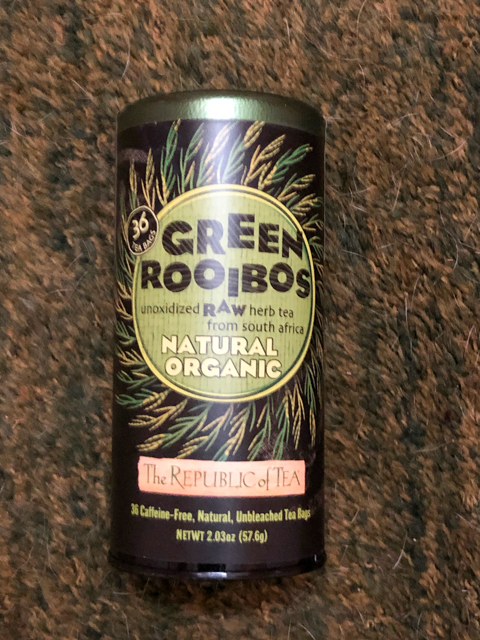 36
TEA BAGS
GREEN
ROOIBOS
unoxidized RAW herb tea
from south africa
NATURAL
ORGANIC
The REPUBLIC of TEA
36 Caffeine-Free, Natural, Unbleached Tea Bags
NETWT 2.03oz (57.6g)